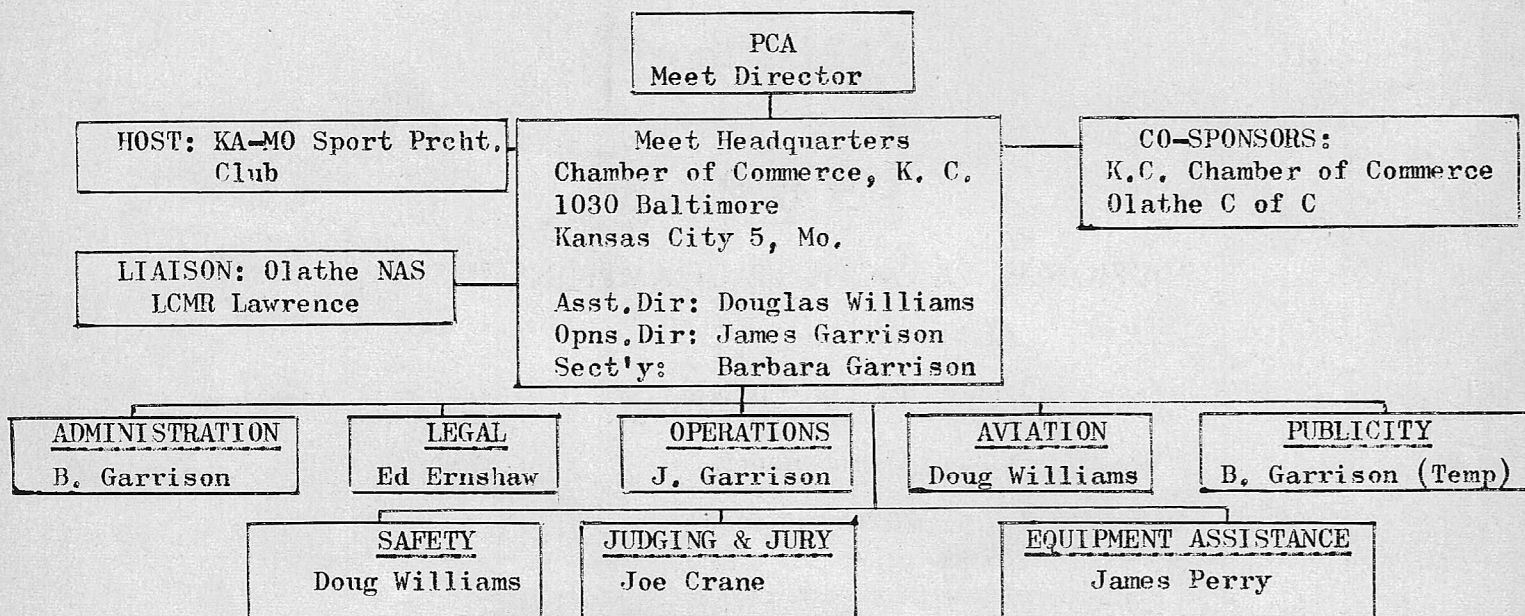 PCA
Meet Director
HOST: KA-MO Sport Prcht.
Club
Meet Headquarters
Chamber of Commerce, K. C.
1030 Baltimore
Kansas City 5, Mo.
CO-SPONSORS:
K.C. Chamber of Commerce
Olathe C of C
LIAISON: Olathe NAS
LCMR Lawrence
Asst.Dir: Douglas Williams
Opns.Dir: James Garrison
Sect'y: Barbara Garrison
ADMINISTRATION
B. Garrison
LEGAL
Ed Ernshaw
OPERATIONS
J. Garrison
AVIATION
Doug Williams
PUBLICITY
B. Garrison (Temp)
SAFETY
Doug Williams
JUDGING & JURY
Joe Crane
EQUIPMENT ASSISTANCE
James Perry